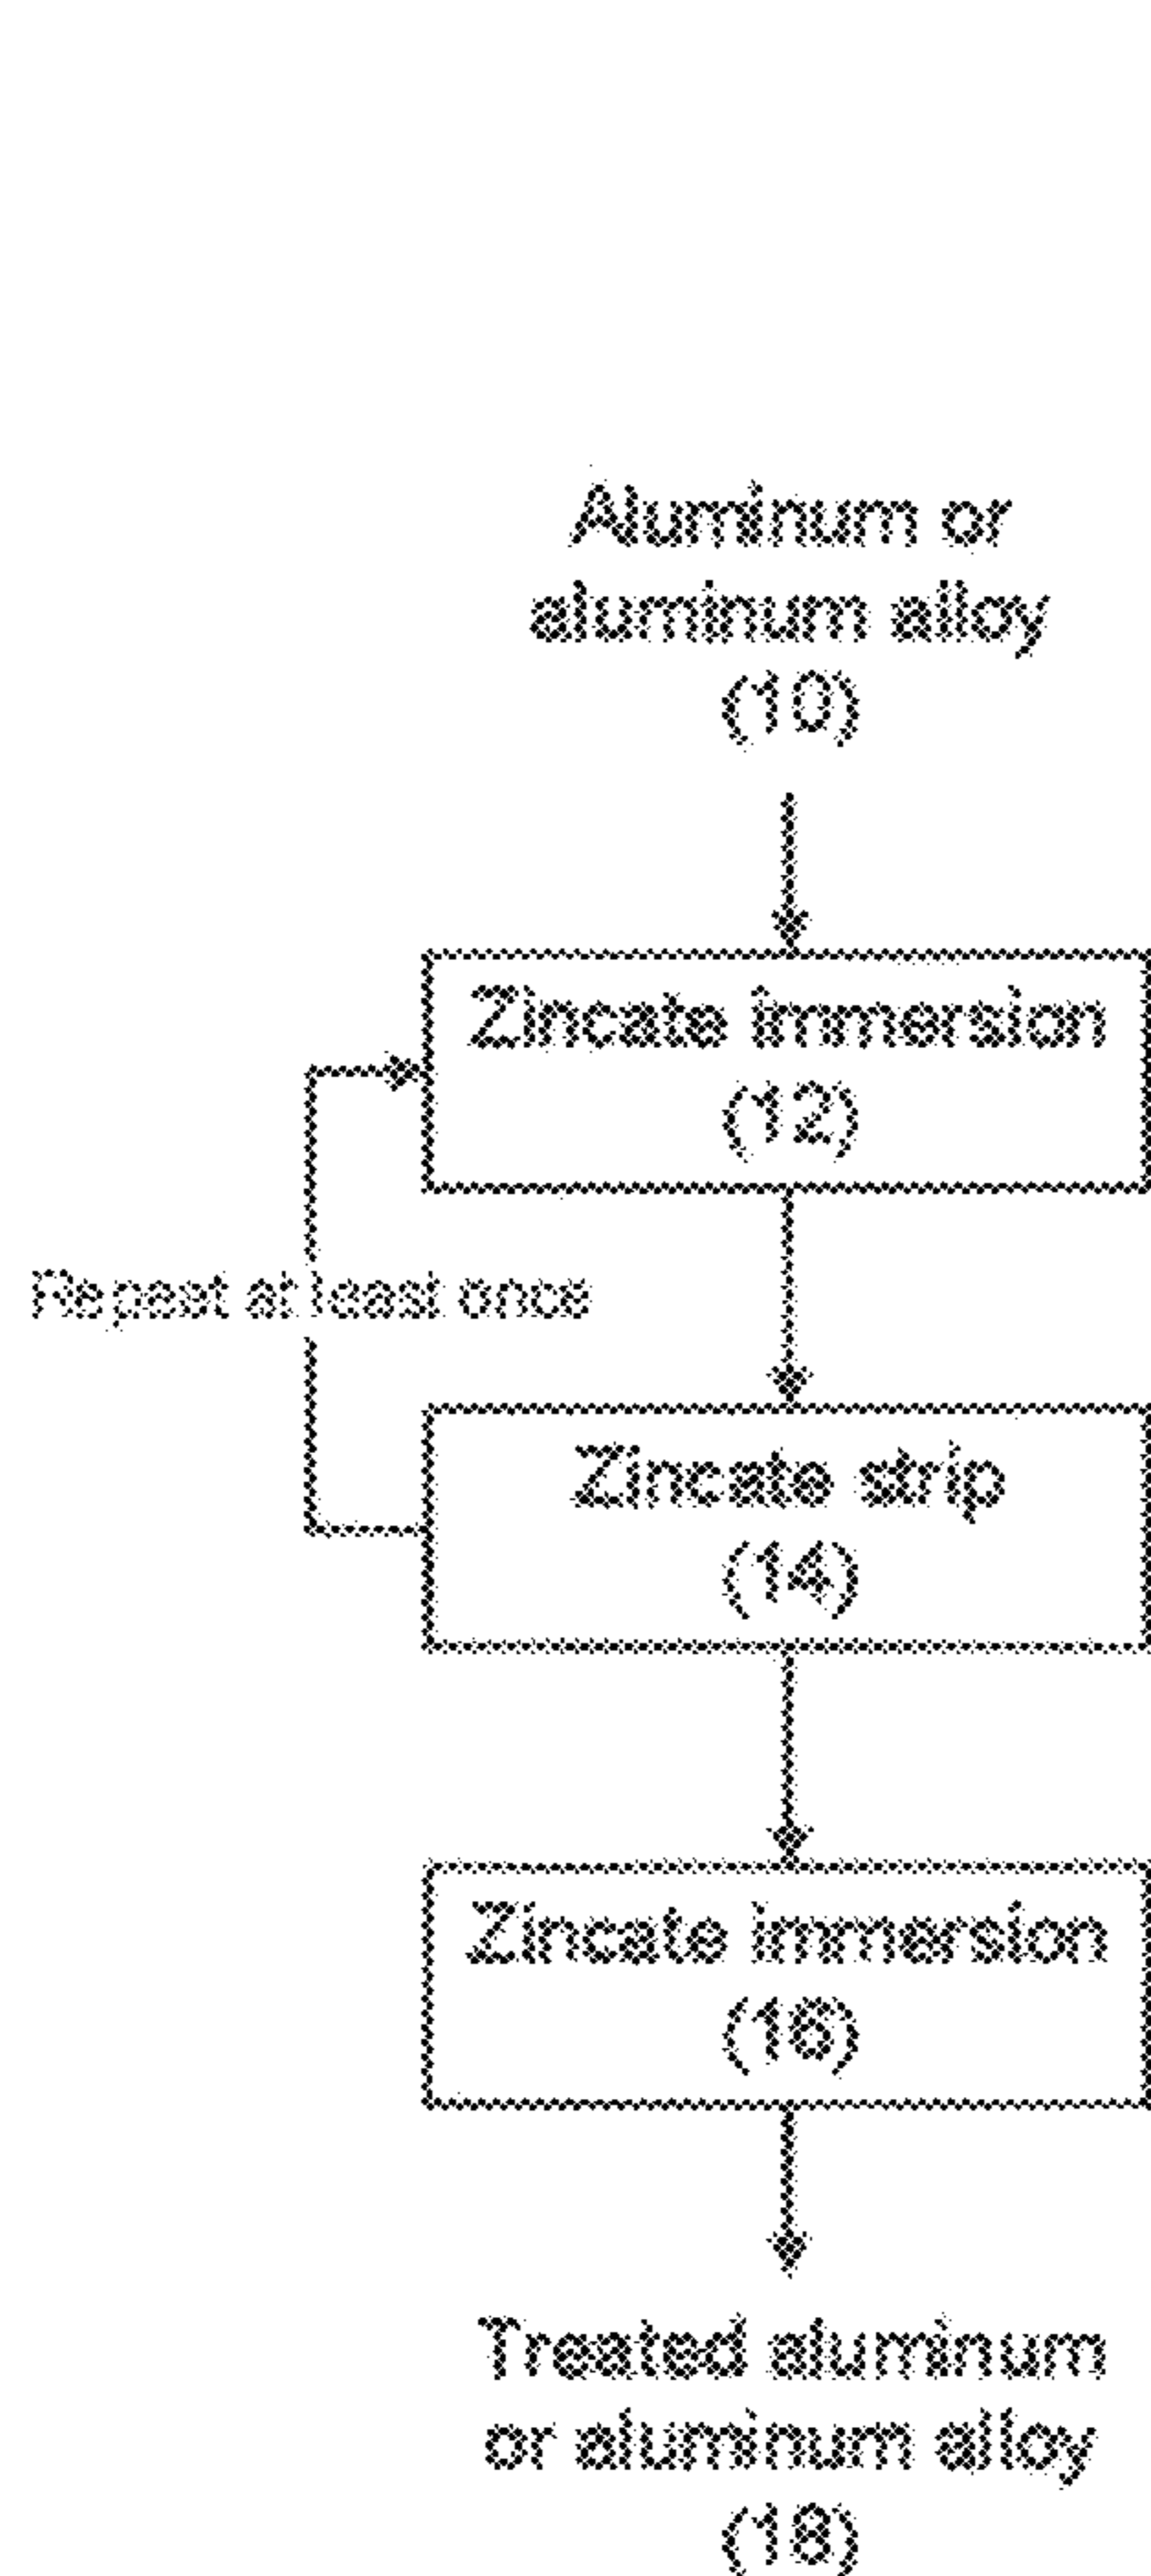 Aluminum or
aluminum alloy
(10)
Zincate immersion
(12)
Repeat at least once
Zincate strip
(14)
Zincate immersion
(16)
Treated aluminum
or aluminum alloy
(18)